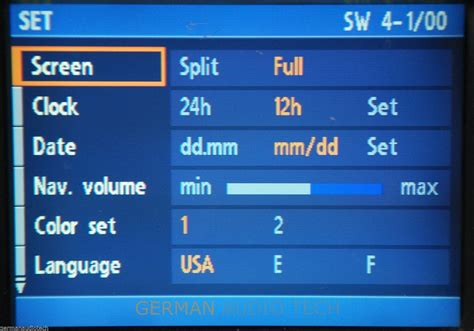 SET SW 4-1/00
Screen Split Full
Clock 24h 12h Set
Date dd.mm mm/dd Set
Nav. volume min max
Color set 1 2
Language USA E F
GERMAN AUDIO TECH
germanaudiotech